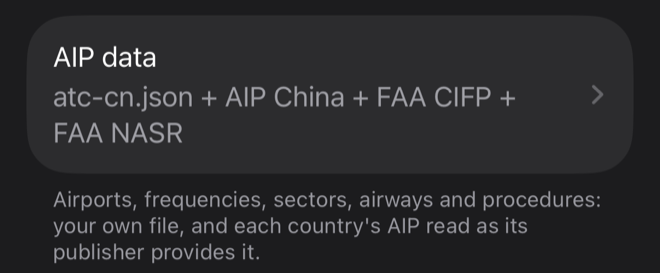 AIP data
atc-cn.json + AIP China + FAA CIFP +
FAA NASR
Airports, frequencies, sectors, airways and procedures:
your own file, and each country's AIP read as its
publisher provides it.